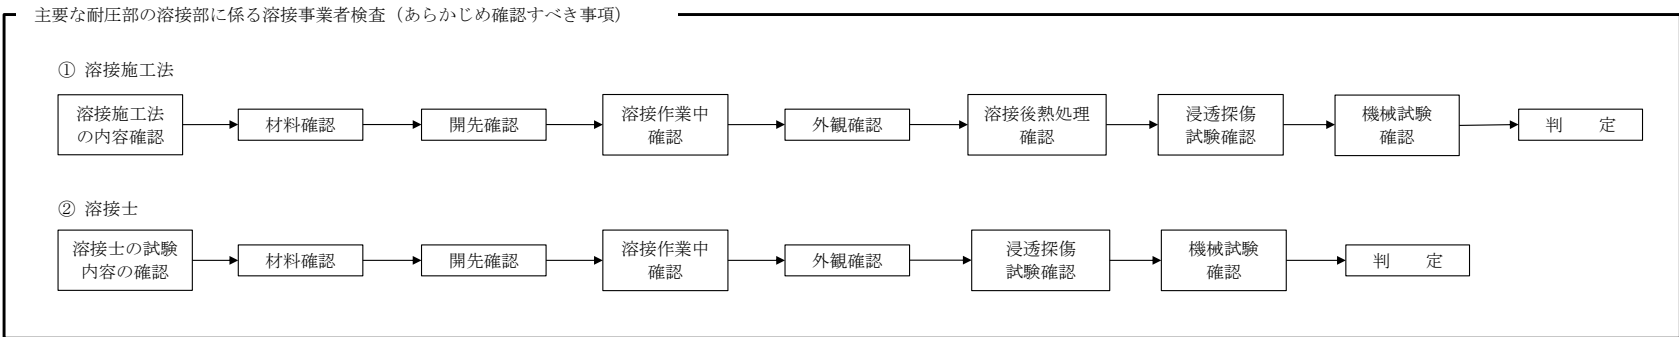 主要な耐圧部の溶接部に係る溶接事業者検査（あらかじめ確認すべき事項）
① 溶接施工法
溶接施工法
の内容確認
材料確認
開先確認
溶接作業中
確認
外観確認
溶接後熱処理
確認
浸透探傷
試験確認
機械試験
確認
判　定
② 溶接士
溶接士の試験
内容の確認
材料確認
開先確認
溶接作業中
確認
外観確認
浸透探傷
試験確認
機械試験
確認
判　定